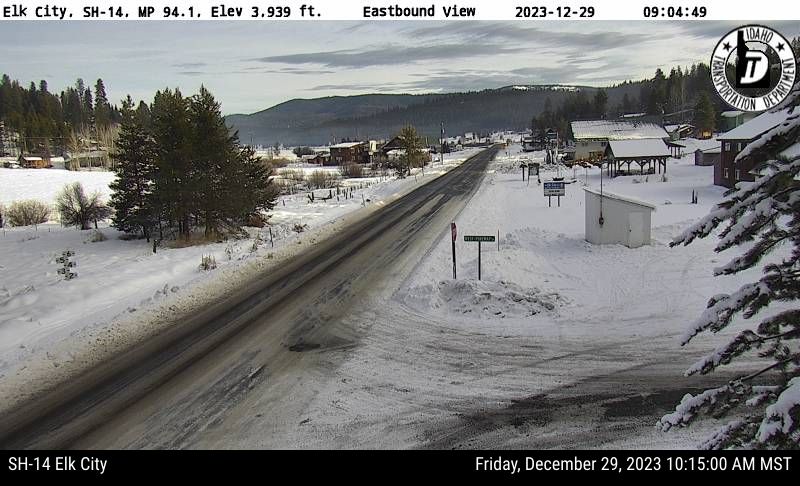 Elk City, SH-14, MP 94.1, Elev 3,939 ft. Eastbound View 2023-12-29 09:04:49
IDAHO
TRANSPORTATION DEPARTMENT
SH-14 Elk City
Friday, December 29, 2023 10:15:00 AM MST